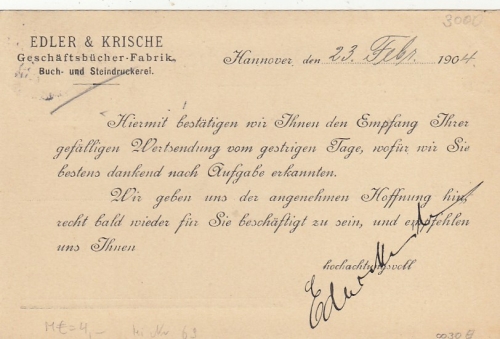 3000
EDLER & KRISCHE
Geschäftsbücher-Fabrik.
Buch- und Steindruckerei.
Hannover, den 23. Febr. 1904.
Hiermit bestätigen wir Ihnen den Empfang Ihrer
gefälligen Wertsendung vom gestrigen Tage, wofür wir Sie
bestens dankend nach Aufgabe erkannten.
Wir geben uns der angenehmen Hoffnung hin,
recht bald wieder für Sie beschäftigt zu sein, und empfehlen
uns Ihnen
hochachtungsvoll